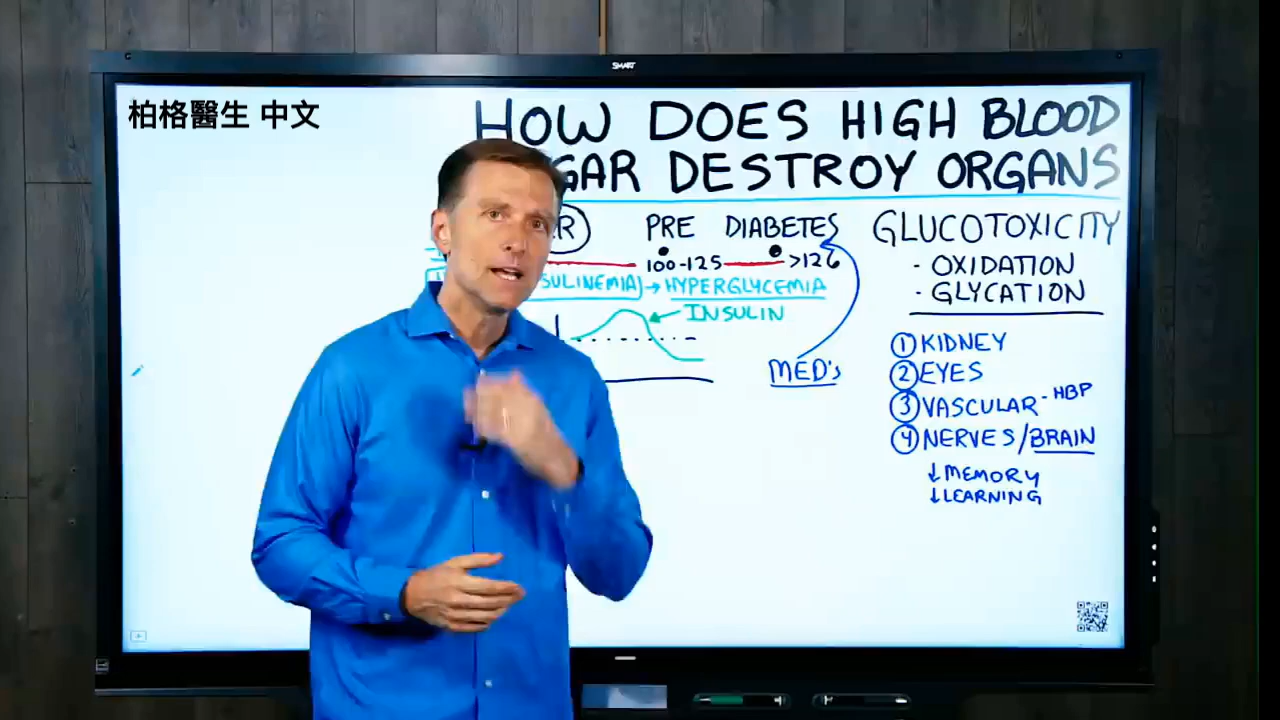 SMART
柏格醫生 中文
HOW DOES HIGH BLOOD
GAR DESTROY ORGANS
R PRE DIABETES
100-125 >126
SULINEMIA → HYPERGLYCEMIA
INSULIN
MED's
GLUCOTOXICITY
· OXIDATION
· GLYCATION
① KIDNEY
② EYES
③ VASCULAR - HBP
④ NERVES/BRAIN
↓ MEMORY
↓ LEARNING